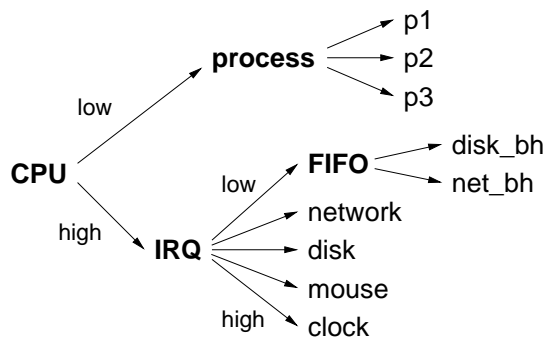 p1
process
p2
p3
low
FIFO
disk_bh
CPU
low
net_bh
network
high
IRQ
disk
mouse
high
clock